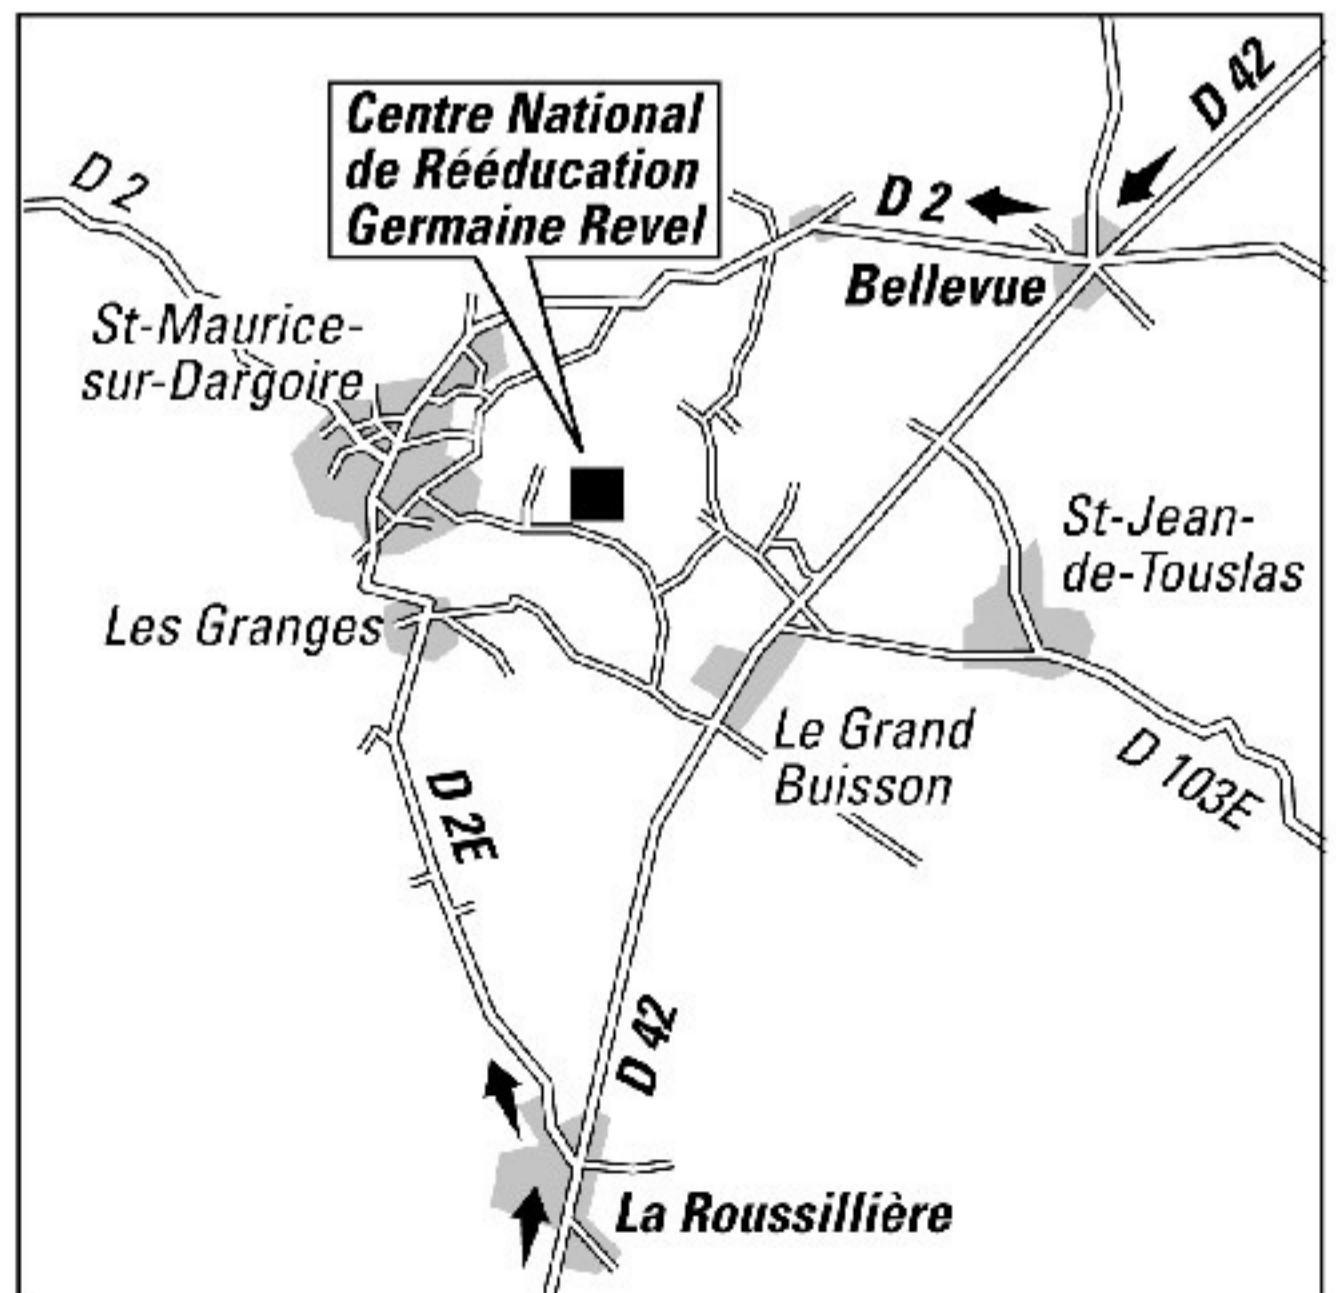 D 42
Centre National
de Rééducation
Germaine Revel
D 2
D 2
Bellevue
St-Maurice-
sur-Dargoire
St-Jean-
de-Touslas
Les Granges
Le Grand
Buisson
D 103E
D 2E
D 42
La Roussillière